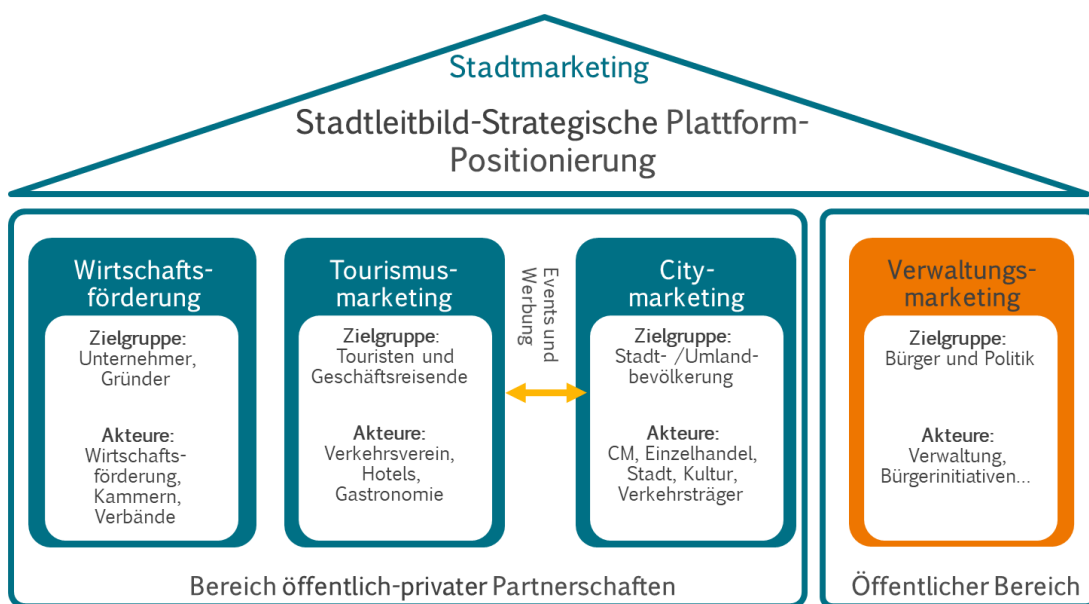 Stadtmarketing
Stadtleitbild-Strategische Plattform-
Positionierung
Wirtschafts-
förderung
Zielgruppe:
Unternehmer,
Gründer
Akteure:
Wirtschafts-
förderung,
Kammern,
Verbände
Tourismus-
marketing
Zielgruppe:
Touristen und
Geschäftsreisende
Akteure:
Verkehrsverein,
Hotels,
Gastronomie
Events und
Werbung
City-
marketing
Zielgruppe:
Stadt- /Umland-
bevölkerung
Akteure:
CM, Einzelhandel,
Stadt, Kultur,
Verkehrsträger
Bereich öffentlich-privater Partnerschaften
Verwaltungs-
marketing
Zielgruppe:
Bürger und Politik
Akteure:
Verwaltung,
Bürgerinitiativen...
Öffentlicher Bereich